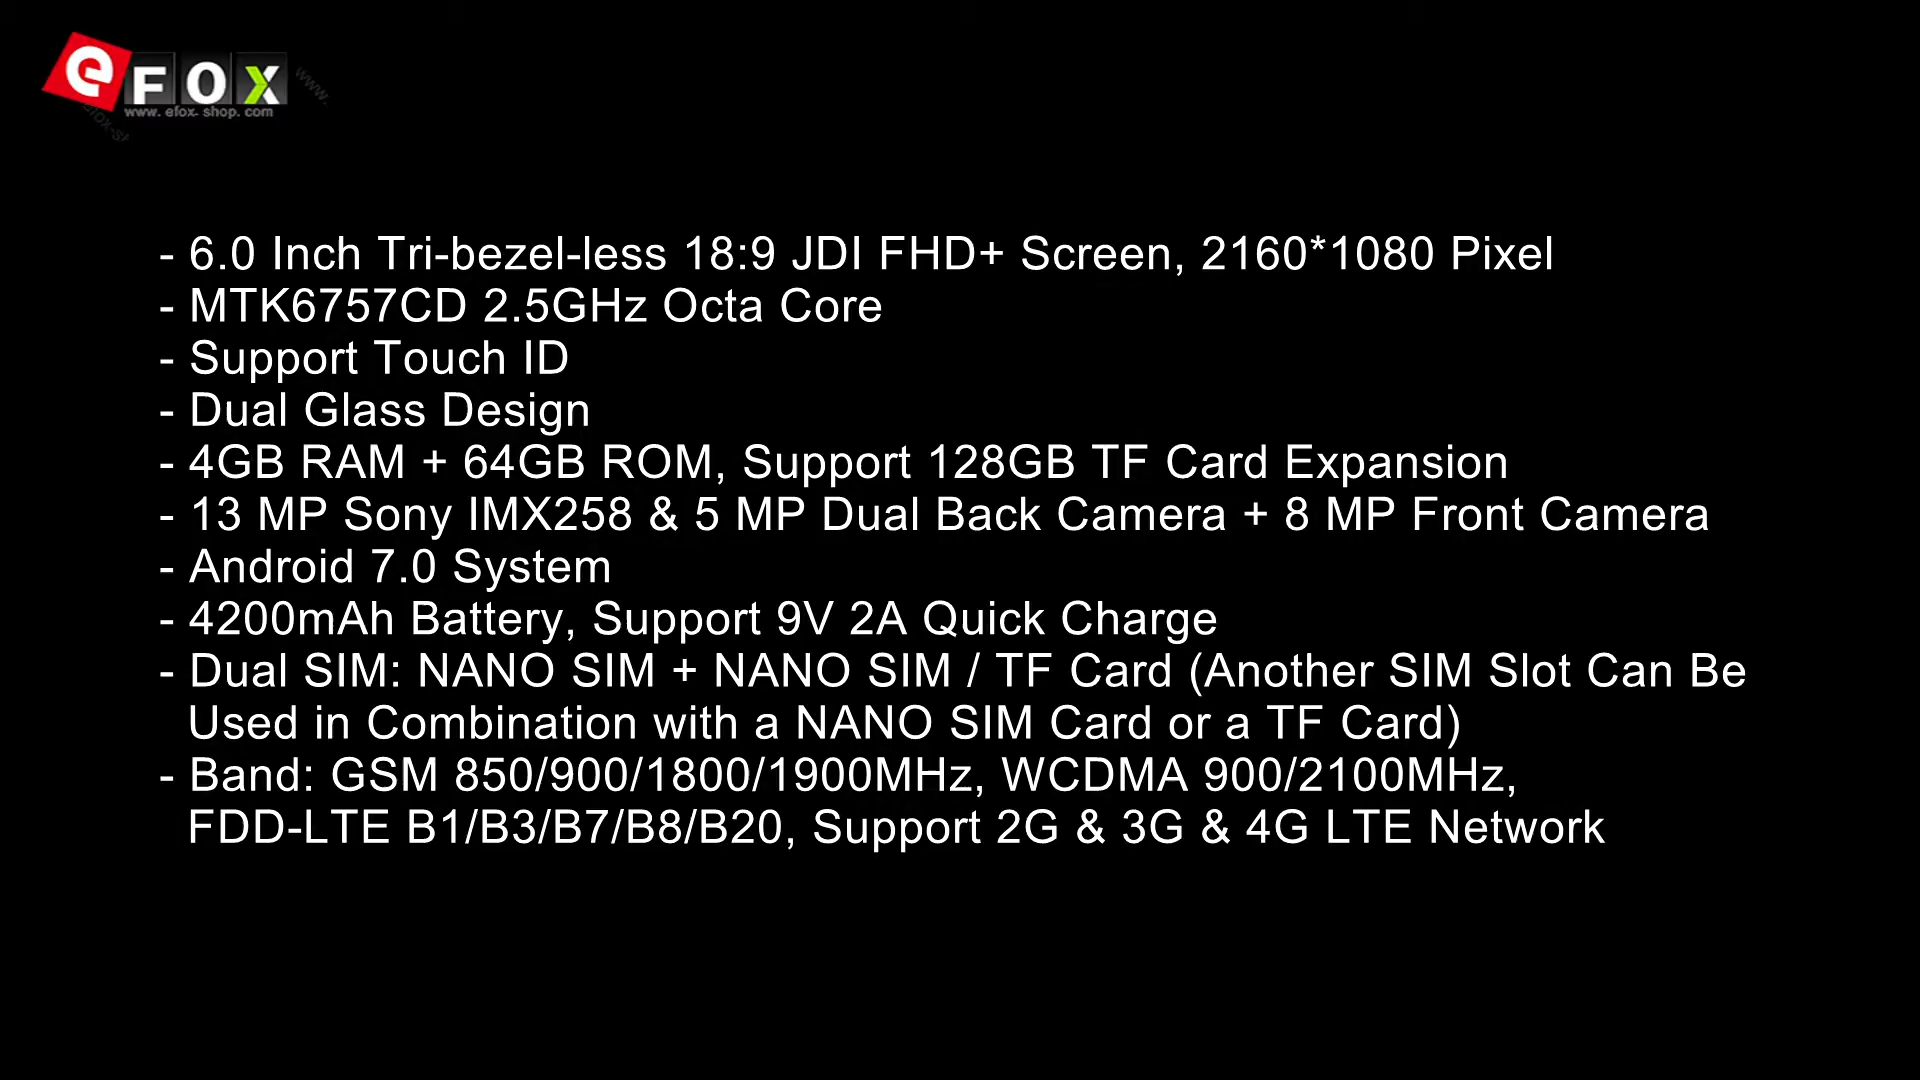 eFOX
www. efox-shop. com
www.
efox-sh
- 6.0 Inch Tri-bezel-less 18:9 JDI FHD+ Screen, 2160*1080 Pixel
- MTK6757CD 2.5GHz Octa Core
- Support Touch ID
- Dual Glass Design
- 4GB RAM + 64GB ROM, Support 128GB TF Card Expansion
- 13 MP Sony IMX258 & 5 MP Dual Back Camera + 8 MP Front Camera
- Android 7.0 System
- 4200mAh Battery, Support 9V 2A Quick Charge
- Dual SIM: NANO SIM + NANO SIM / TF Card (Another SIM Slot Can Be
Used in Combination with a NANO SIM Card or a TF Card)
- Band: GSM 850/900/1800/1900MHz, WCDMA 900/2100MHz,
FDD-LTE B1/B3/B7/B8/B20, Support 2G & 3G & 4G LTE Network